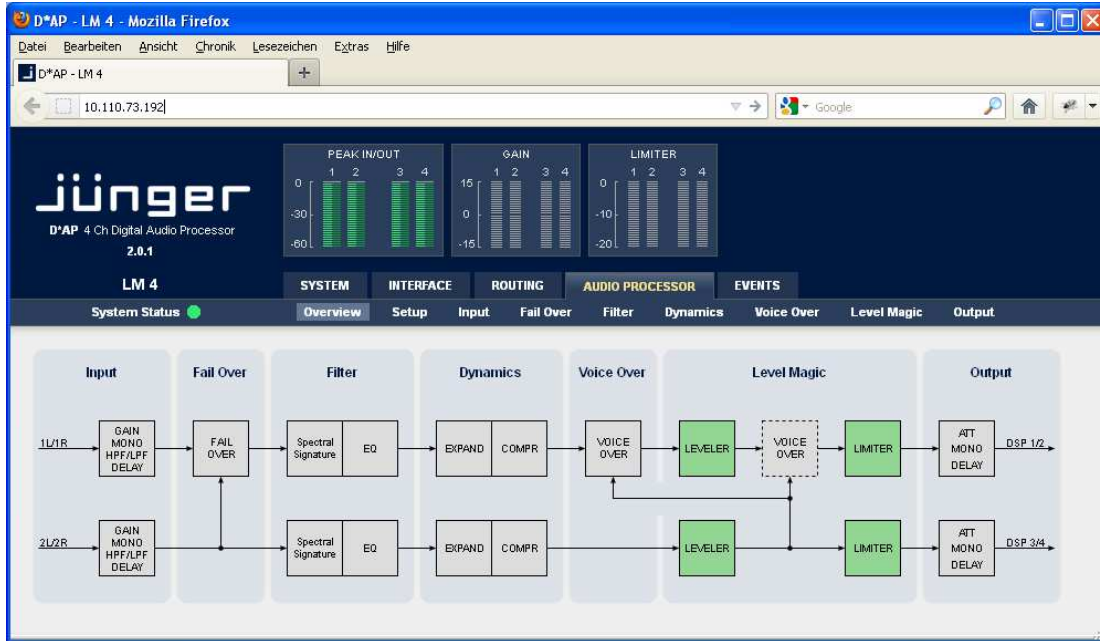 D*AP - LM 4 - Mozilla Firefox
Datei Bearbeiten Ansicht Chronik Lesezeichen Extras Hilfe
D*AP - LM 4
10.110.73.192
Google
PEAK IN/OUT GAIN LIMITER
1 2 3 4 1 2 3 4 1 2 3 4
0 15 0
-30 0 -10
-60 -15 -20
jünger
D*AP 4 Ch Digital Audio Processor
2.0.1
LM 4 SYSTEM INTERFACE ROUTING AUDIO PROCESSOR EVENTS
System Status Overview Setup Input Fail Over Filter Dynamics Voice Over Level Magic Output
Input Fail Over Filter Dynamics Voice Over Level Magic Output
1L/1R
GAIN
MONO
HPF/LPF
DELAY
FAIL
OVER
Spectral
Signature
EQ
EXPAND
COMPR
VOICE
OVER
LEVELER
VOICE
OVER
LIMITER
ATT
MONO
DELAY
DSP 1/2
2L/2R
GAIN
MONO
HPF/LPF
DELAY
Spectral
Signature
EQ
EXPAND
COMPR
LEVELER
LIMITER
ATT
MONO
DELAY
DSP 3/4